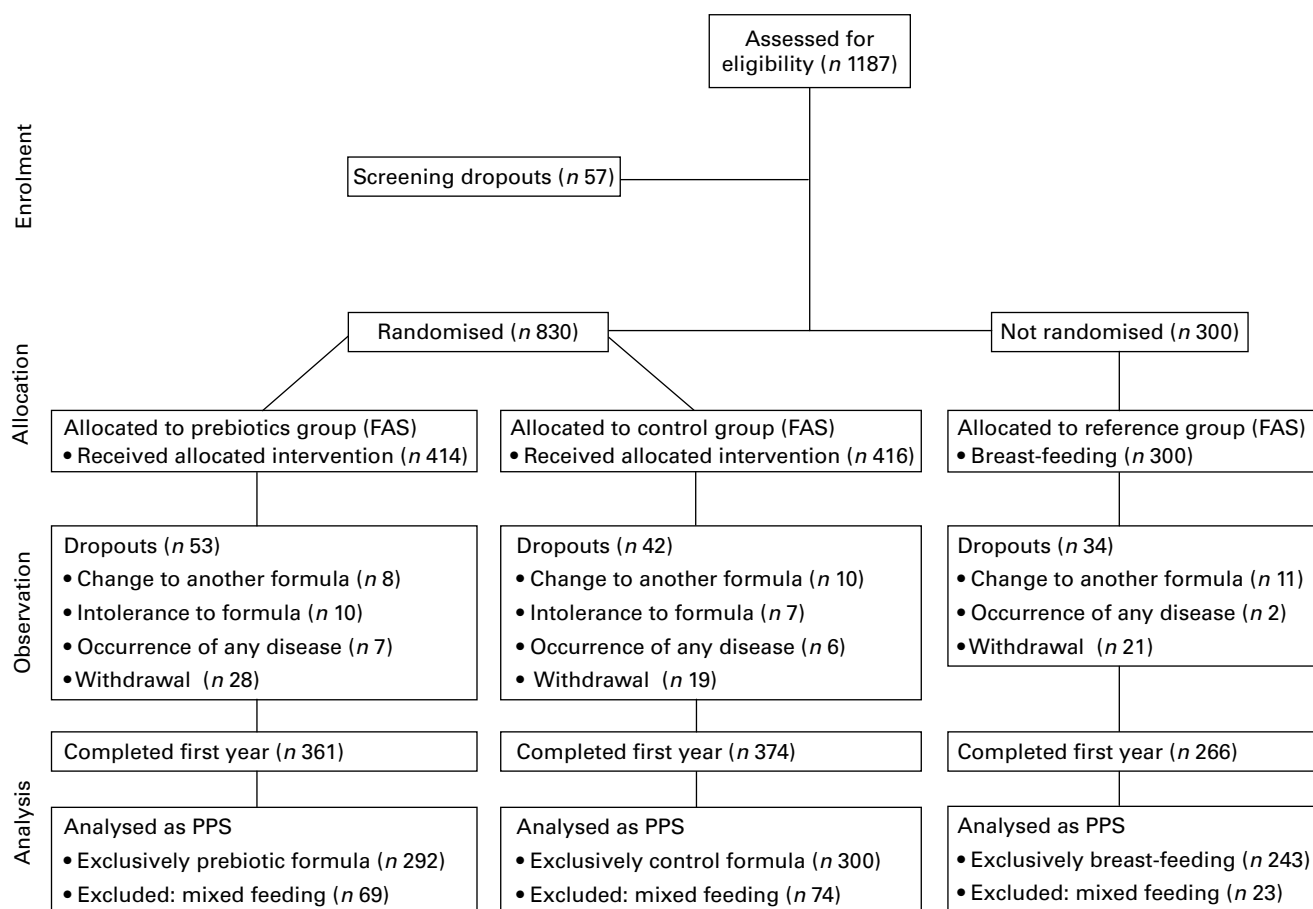 Assessed for
eligibility (n 1187)
Enrolment
Screening dropouts (n 57)
Randomised (n 830)
Not randomised (n 300)
Allocation
Allocated to prebiotics group (FAS)
• Received allocated intervention (n 414)
Allocated to control group (FAS)
• Received allocated intervention (n 416)
Allocated to reference group (FAS)
• Breast-feeding (n 300)
Observation
Dropouts (n 53)
• Change to another formula (n 8)
• Intolerance to formula (n 10)
• Occurrence of any disease (n 7)
• Withdrawal (n 28)
Dropouts (n 42)
• Change to another formula (n 10)
• Intolerance to formula (n 7)
• Occurrence of any disease (n 6)
• Withdrawal (n 19)
Dropouts (n 34)
• Change to another formula (n 11)
• Occurrence of any disease (n 2)
• Withdrawal (n 21)
Analysis
Completed first year (n 361)
Completed first year (n 374)
Completed first year (n 266)
Analysed as PPS
• Exclusively prebiotic formula (n 292)
• Excluded: mixed feeding (n 69)
Analysed as PPS
• Exclusively control formula (n 300)
• Excluded: mixed feeding (n 74)
Analysed as PPS
• Exclusively breast-feeding (n 243)
• Excluded: mixed feeding (n 23)